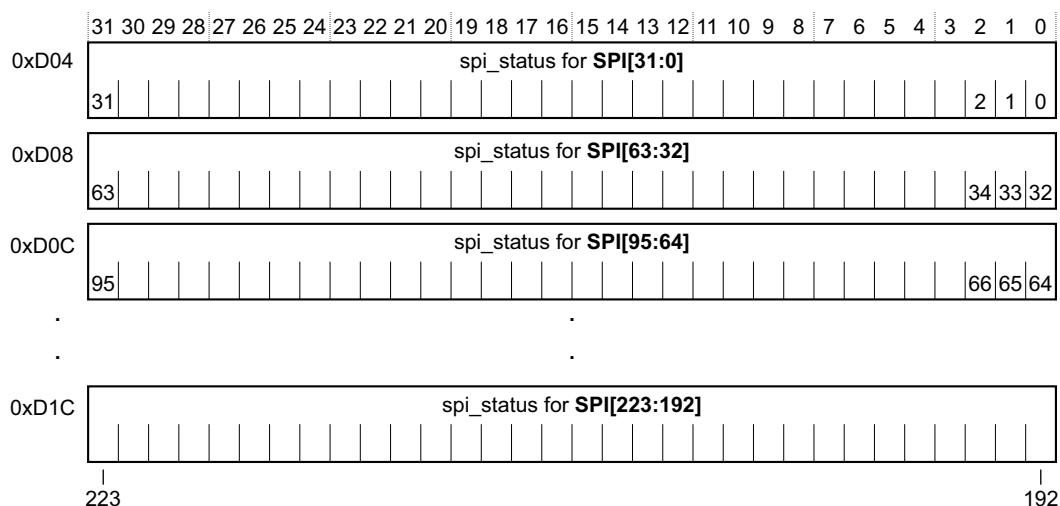 31 30 29 28 27 26 25 24 23 22 21 20 19 18 17 16 15 14 13 12 11 10 9 8 7 6 5 4 3 2 1 0
0xD04
spi_status for SPI[31:0]
31 2 1 0
0xD08
spi_status for SPI[63:32]
63 34 33 32
0xD0C
spi_status for SPI[95:64]
95 66 65 64
. .
. .
0xD1C
spi_status for SPI[223:192]
223 192